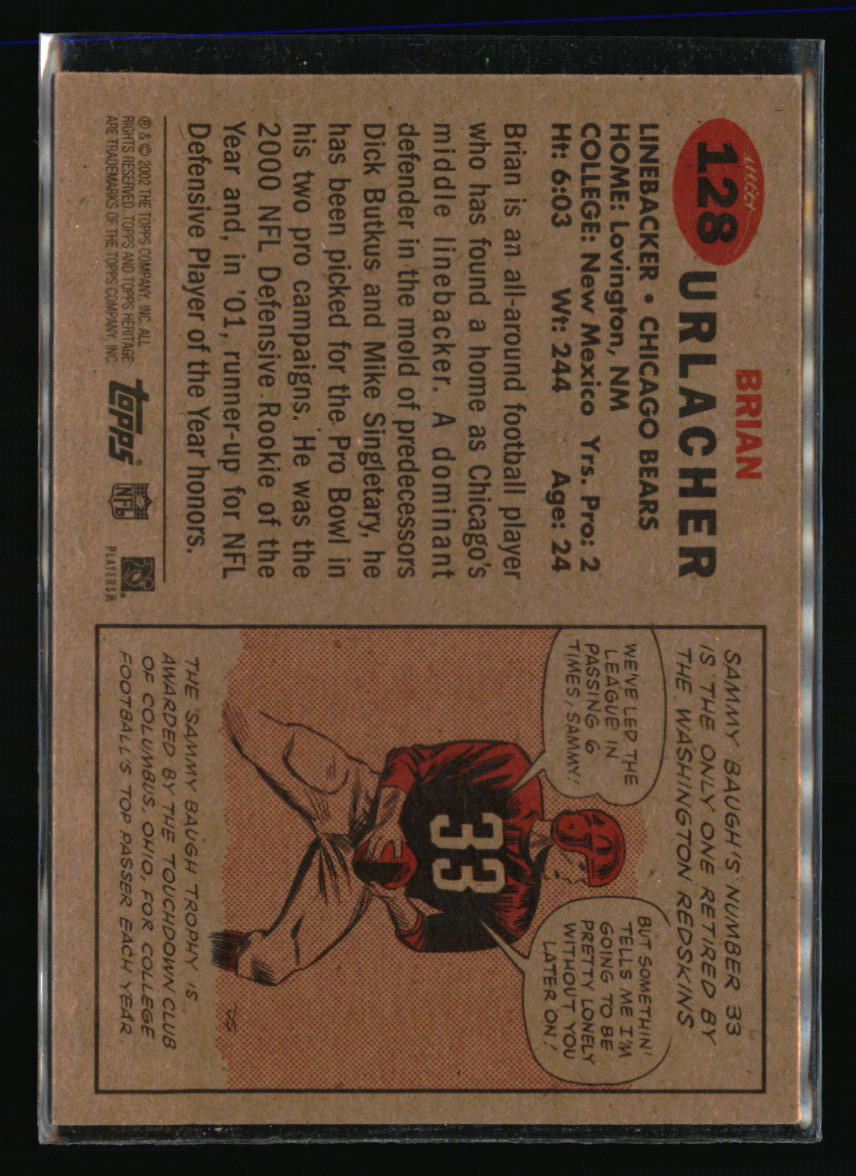 128
BRIAN
URLACHER
LINEBACKER • CHICAGO BEARS
HOME: Lovington, NM
COLLEGE: New Mexico Yrs. Pro: 2
Ht: 6:03 Wt: 244 Age: 24
Brian is an all-around football player
who has found a home as Chicago's
middle linebacker. A dominant
defender in the mold of predecessors
Dick Butkus and Mike Singletary, he
has been picked for the Pro Bowl in
his two pro campaigns. He was the
2000 NFL Defensive Rookie of the
Year and, in '01, runner-up for NFL
Defensive Player of the Year honors.
® & © 2002 THE TOPPS COMPANY, INC. ALL
RIGHTS RESERVED. TOPPS AND TOPPS HERITAGE
ARE TRADEMARKS OF THE TOPPS COMPANY, INC.
topps®
NFL
PLAYERS
SAMMY BAUGH'S NUMBER 33
IS THE ONLY ONE RETIRED BY
THE WASHINGTON REDSKINS
WE'VE LED THE
LEAGUE IN
PASSING 6
TIMES, SAMMY!
BUT SOMETHIN'
TELLS ME I'M
GOING TO BE
PRETTY LONELY
WITHOUT YOU
LATER ON!
33
THE SAMMY BAUGH TROPHY IS
AWARDED BY THE TOUCHDOWN CLUB
OF COLUMBUS, OHIO, FOR COLLEGE
FOOTBALL'S TOP PASSER EACH YEAR.